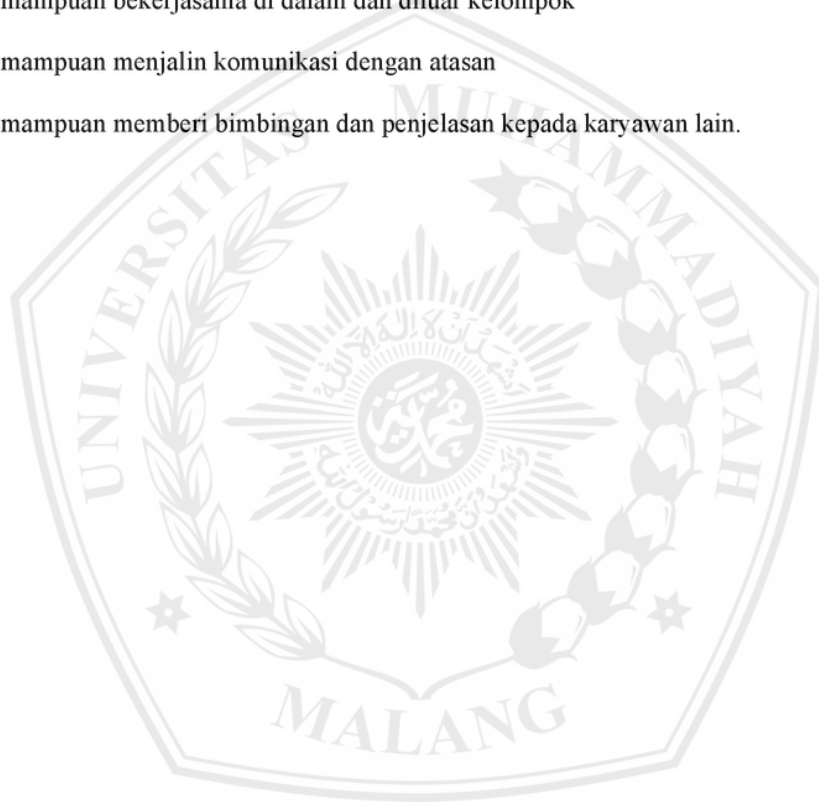 mampuan bekerjasama di dalam dan diluar kelompok
mampuan menjalin komunikasi dengan atasan
mampuan memberi bimbingan dan penjelasan kepada karyawan lain.
UNIVERSITAS MUHAMMADIYAH
MALANG